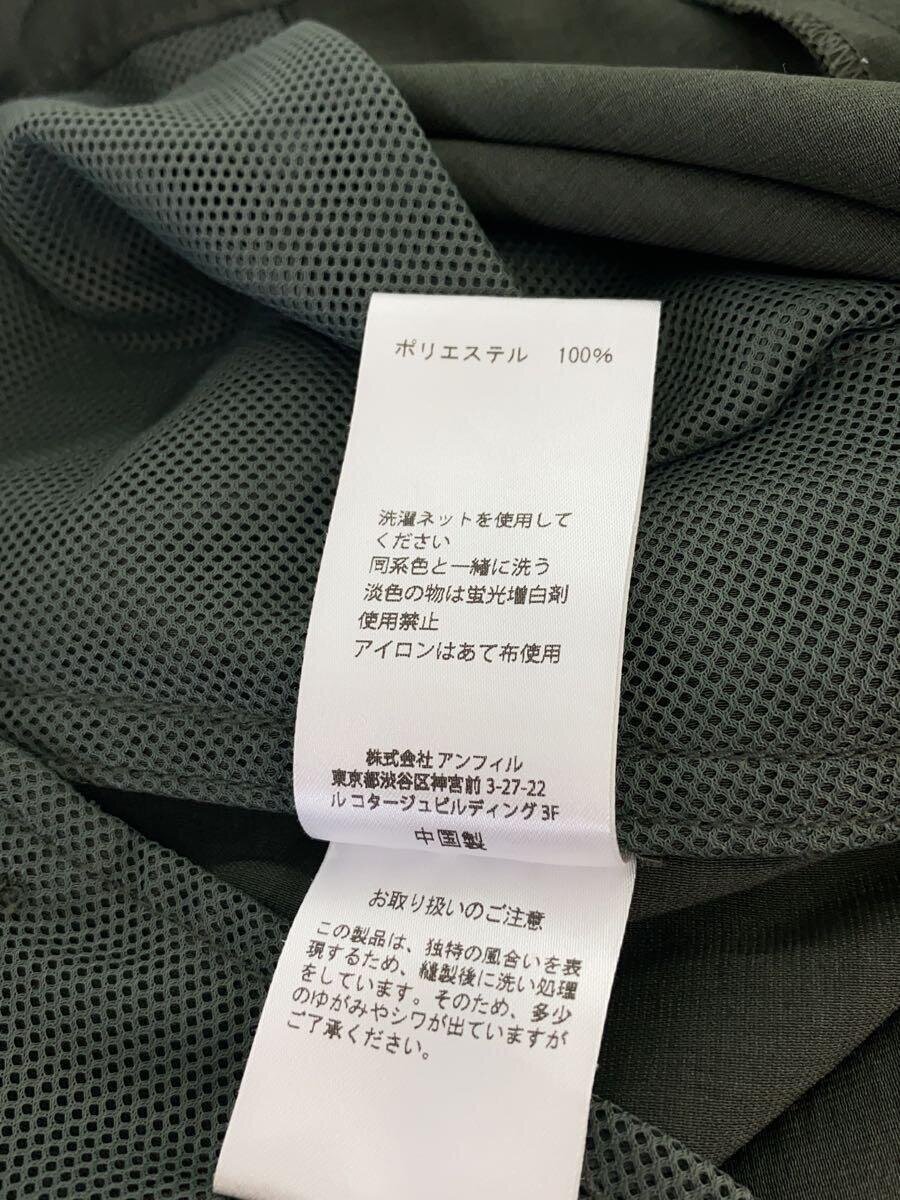 ポリエステル 100%
洗濯ネットを使用して
ください
同系色と一緒に洗う
淡色の物は蛍光増白剤
使用禁止
アイロンはあて布使用
株式会社 アンフィル
東京都渋谷区神宮前 3-27-22
ル コタージュビルディング 3F
中国製
お取り扱いのご注意
この製品は、独特の風合いを表
現するため、縫製後に洗い処理
をしています。そのため、多少
のゆがみやシワが出ていますが
ご了承ください。